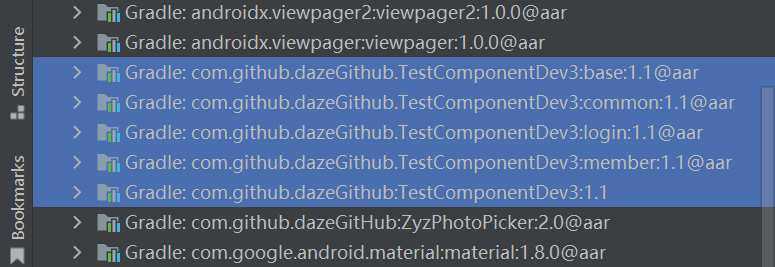 Structure
Bookmarks
Gradle: androidx.viewpager2:viewpager2:1.0.0@aar
Gradle: androidx.viewpager:viewpager:1.0.0@aar
Gradle: com.github.dazeGithub.TestComponentDev3:base:1.1@aar
Gradle: com.github.dazeGithub.TestComponentDev3:common:1.1@aar
Gradle: com.github.dazeGithub.TestComponentDev3:login:1.1@aar
Gradle: com.github.dazeGithub.TestComponentDev3:member:1.1@aar
Gradle: com.github.dazeGithub:TestComponentDev3:1.1
Gradle: com.github.dazeGitHub:ZyzPhotoPicker:2.0@aar
Gradle: com.google.android.material:material:1.8.0@aar